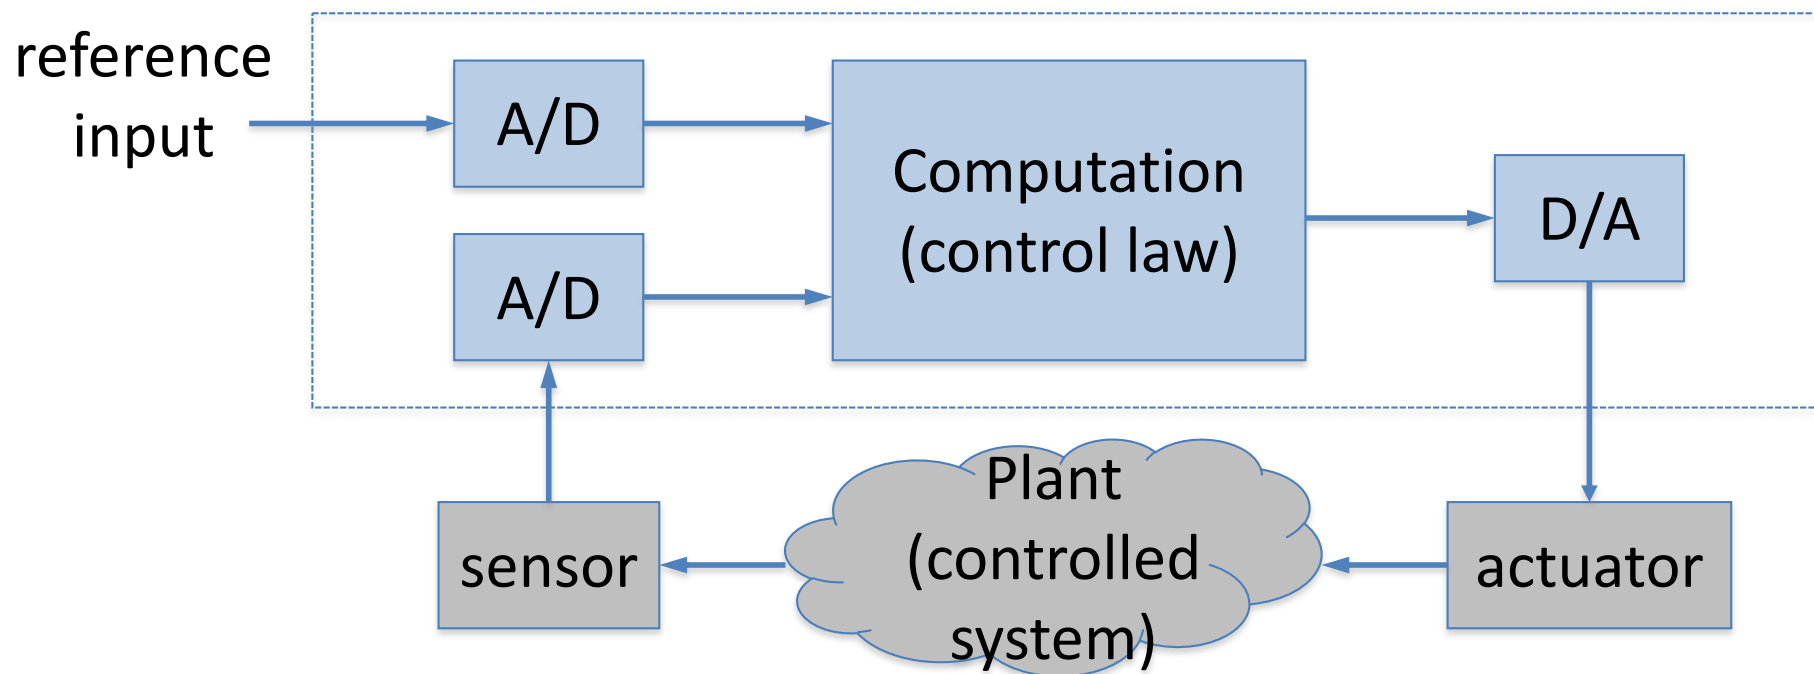 reference
input
A/D
A/D
Computation
(control law)
D/A
sensor
Plant
(controlled
system)
actuator